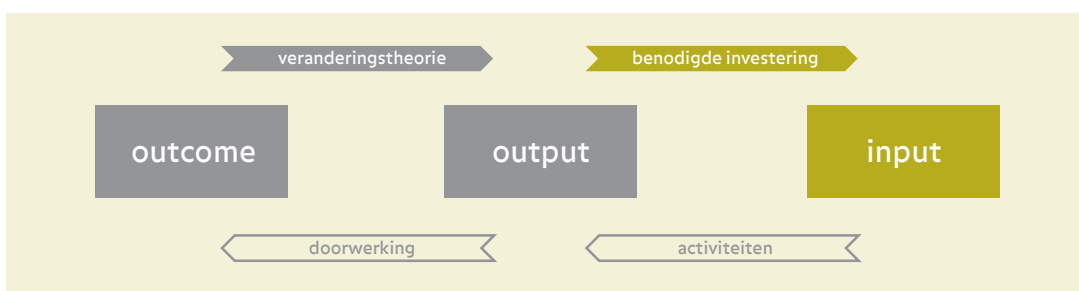 veranderingstheorie
benodigde investering
outcome
output
input
doorwerking
activiteiten